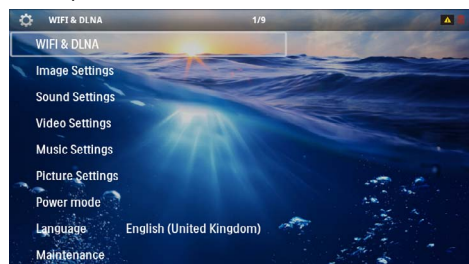 WIFI & DLNA 1/9
WIFI & DLNA
Image Settings
Sound Settings
Video Settings
Music Settings
Picture Settings
Power mode
Language English (United Kingdom)
Maintenance